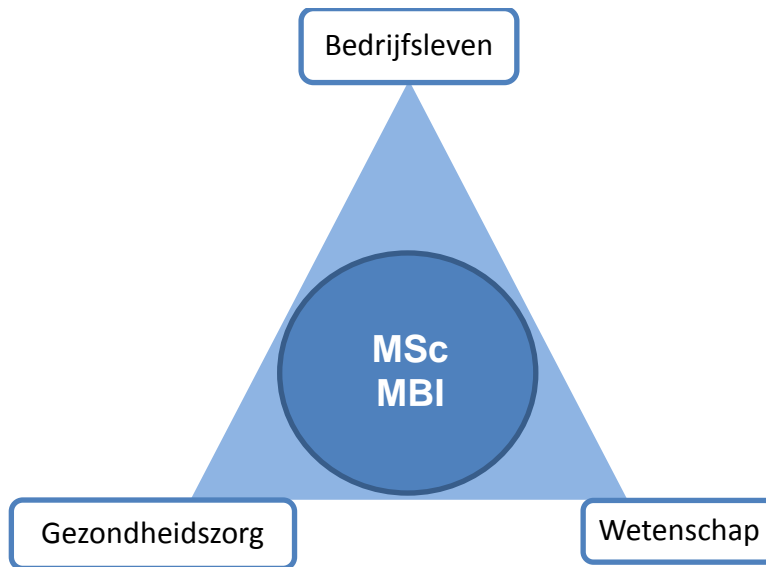 Bedrijfsleven
MSc
MBI
Gezondheidszorg
Wetenschap